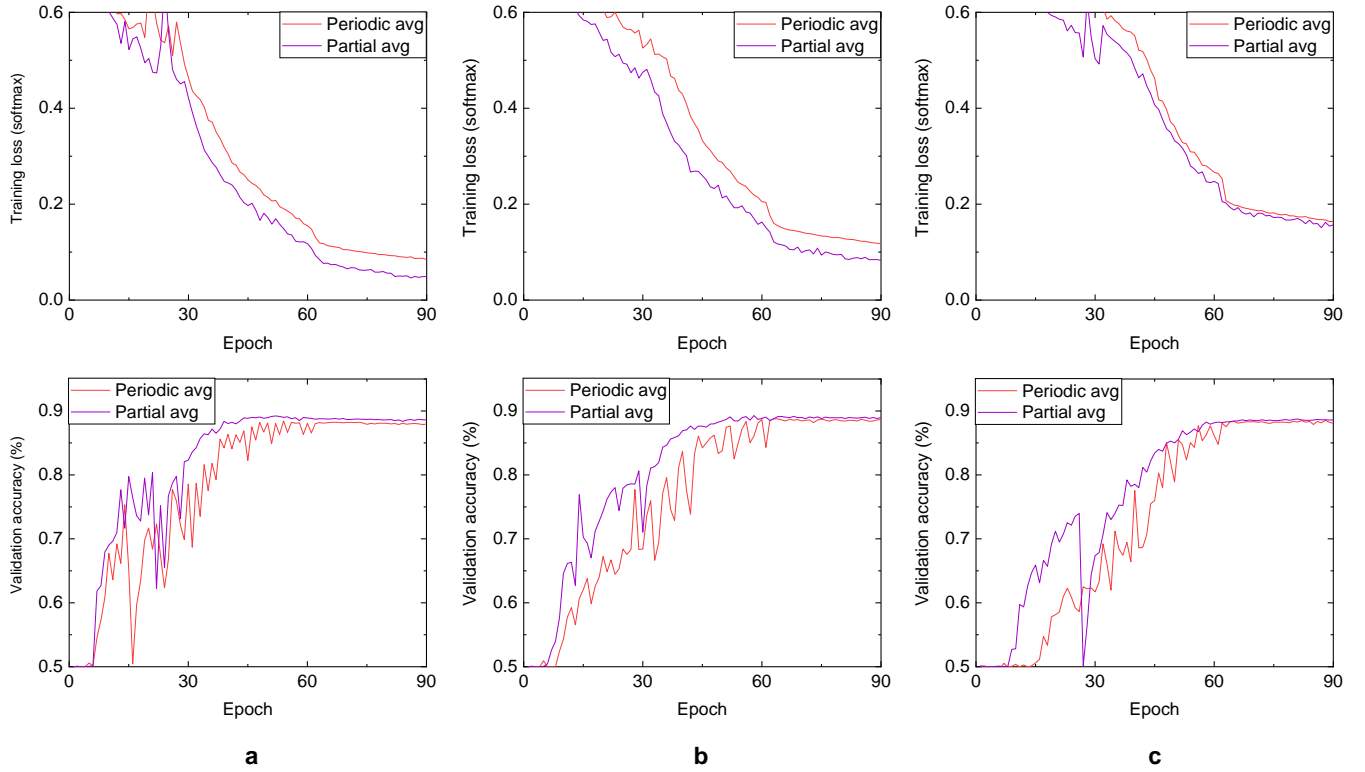 0.6
0.4
0.2
0.0
Training loss (softmax)
Periodic avg
Partial avg
0
30
60
90
Epoch
0.6
0.4
0.2
0.0
Training loss (softmax)
Periodic avg
Partial avg
0
30
60
90
Epoch
0.6
0.4
0.2
0.0
Training loss (softmax)
Periodic avg
Partial avg
0
30
60
90
Epoch
0.9
0.8
0.7
0.6
0.5
Validation accuracy (%)
Periodic avg
Partial avg
0
30
60
90
Epoch
a
0.9
0.8
0.7
0.6
0.5
Validation accuracy (%)
Periodic avg
Partial avg
0
30
60
90
Epoch
b
0.9
0.8
0.7
0.6
0.5
Validation accuracy (%)
Periodic avg
Partial avg
0
30
60
90
Epoch
c